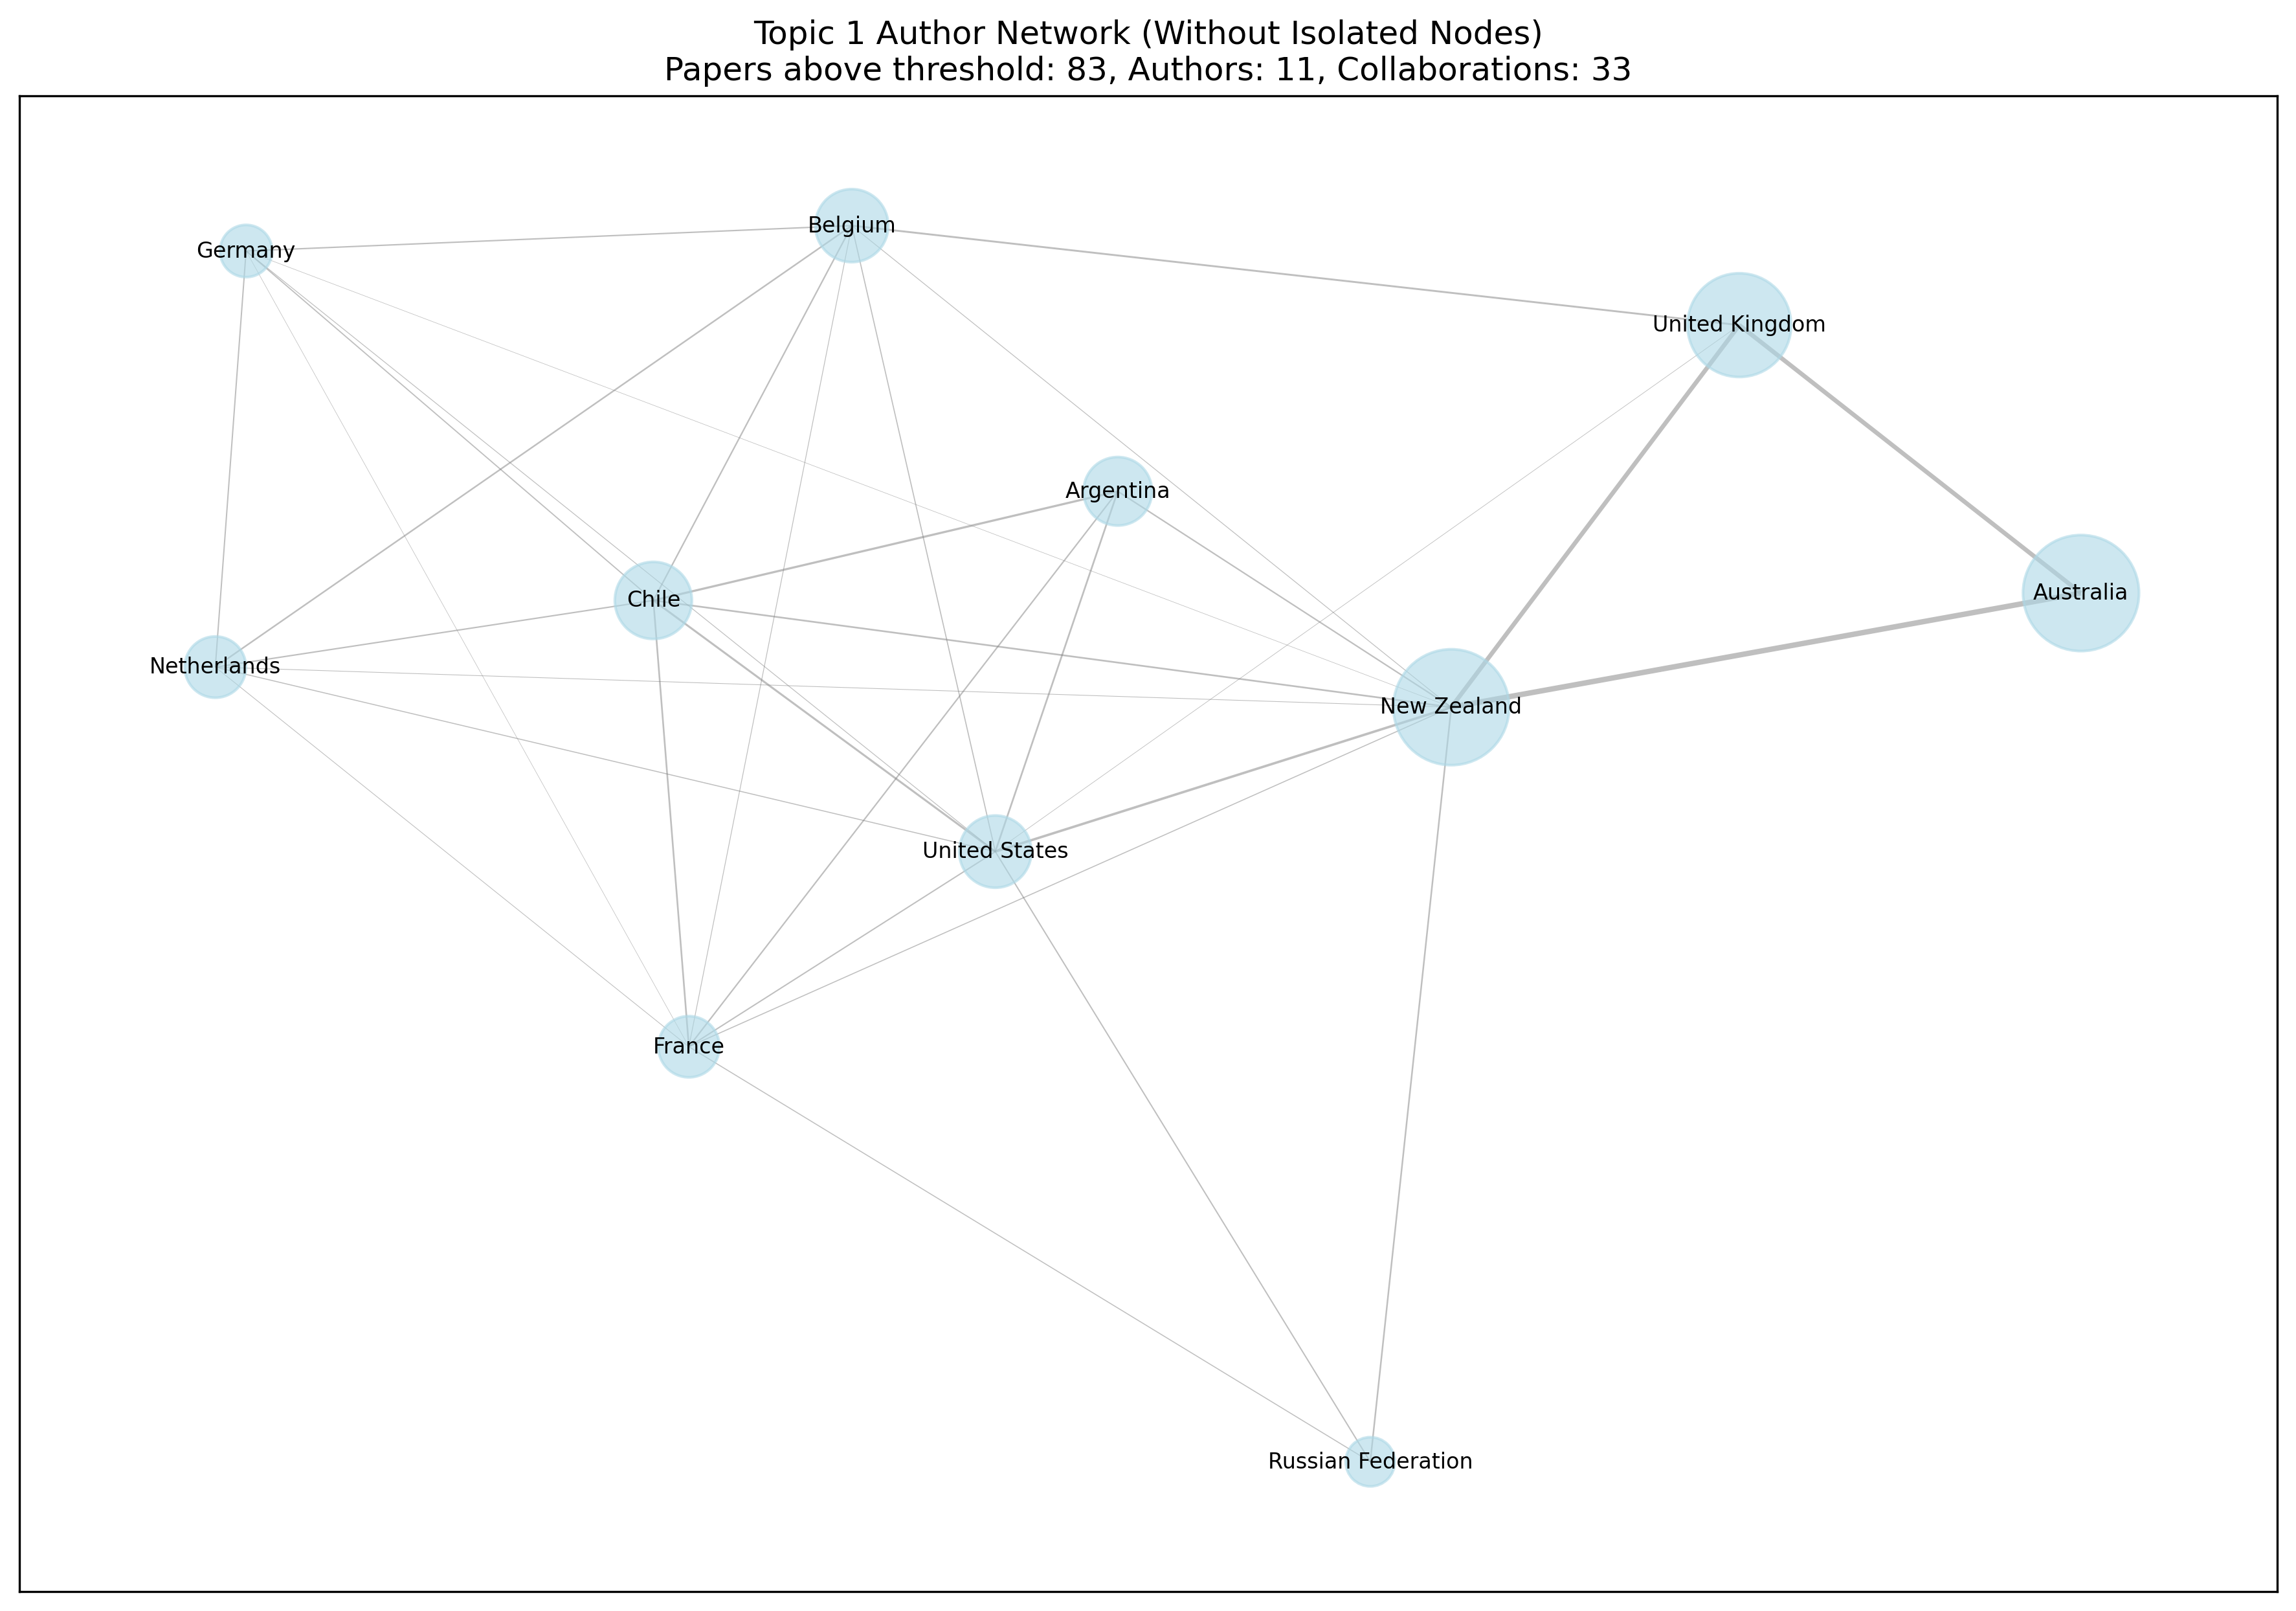 Topic 1 Author Network (Without Isolated Nodes)
Papers above threshold: 83, Authors: 11, Collaborations: 33
Belgium
Germany
United Kingdom
Argentina
Australia
Chile
Netherlands
New Zealand
United States
France
Russian Federation